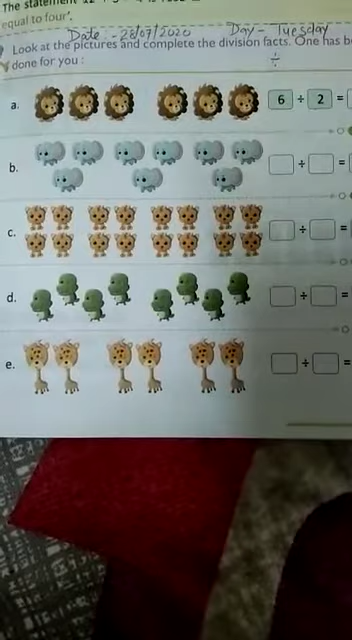 The statement
equal to four'.
Date :- 28/07/2020 Day - Tuesday
Look at the pictures and complete the division facts. One has b
done for you :
÷
a. 6 ÷ 2 =
b. ÷ =
c. ÷ =
d. ÷ =
e. ÷ =